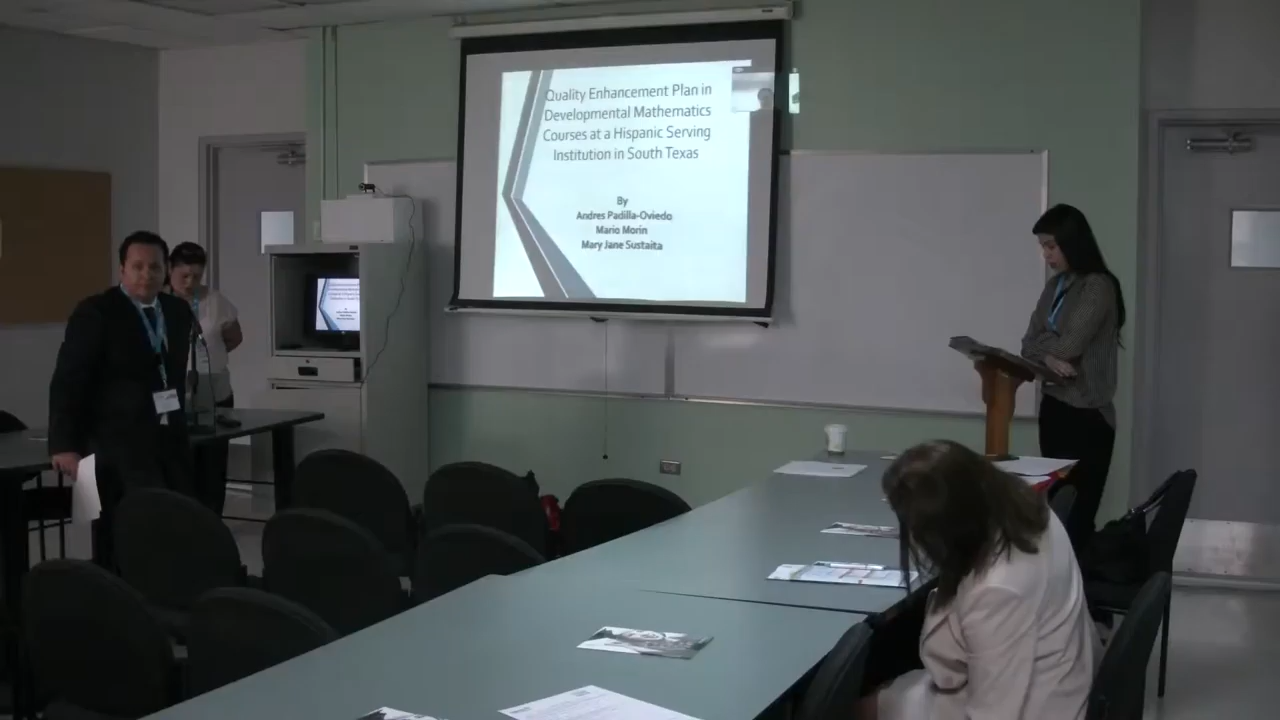 Quality Enhancement Plan in
Developmental Mathematics
Courses at a Hispanic Serving
Institution in South Texas
By
Andres Padilla-Oviedo
Mario Morin
Mary Jane Sustaita